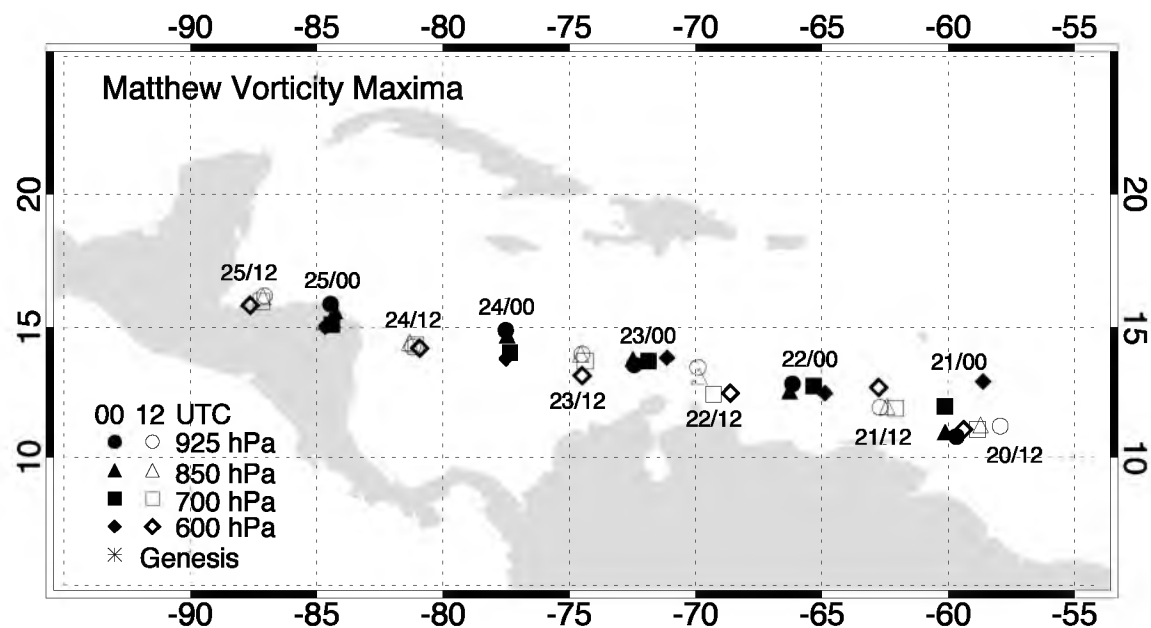 -90 -85 -80 -75 -70 -65 -60 -55
Matthew Vorticity Maxima
20 20
25/12 25/00
24/00
24/12
23/00
22/00 21/00
15 15
23/12
22/12
21/12
20/12
00 12 UTC
925 hPa
10 10
850 hPa
700 hPa
600 hPa
Genesis
-90 -85 -80 -75 -70 -65 -60 -55